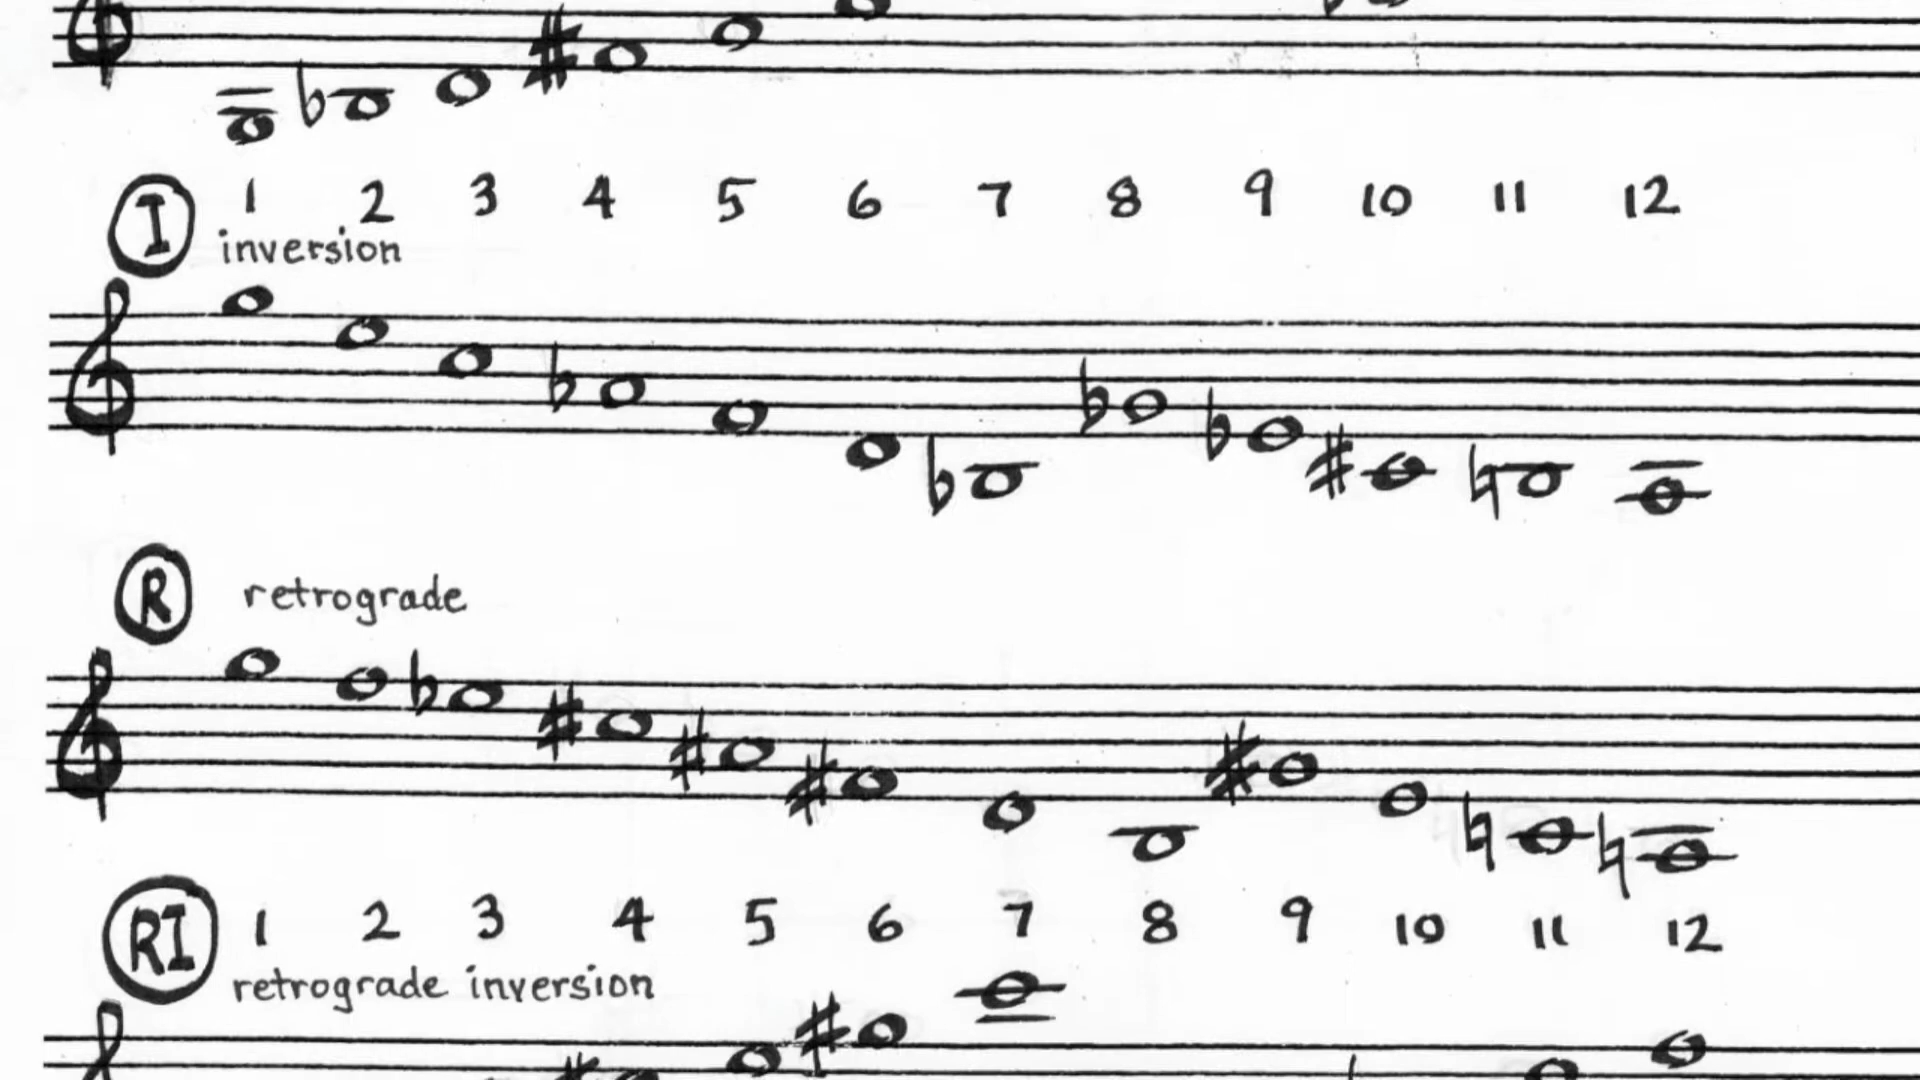 I 1 2 3 4 5 6 7 8 9 10 11 12
inversion
R retrograde
RI 1 2 3 4 5 6 7 8 9 10 11 12
retrograde inversion